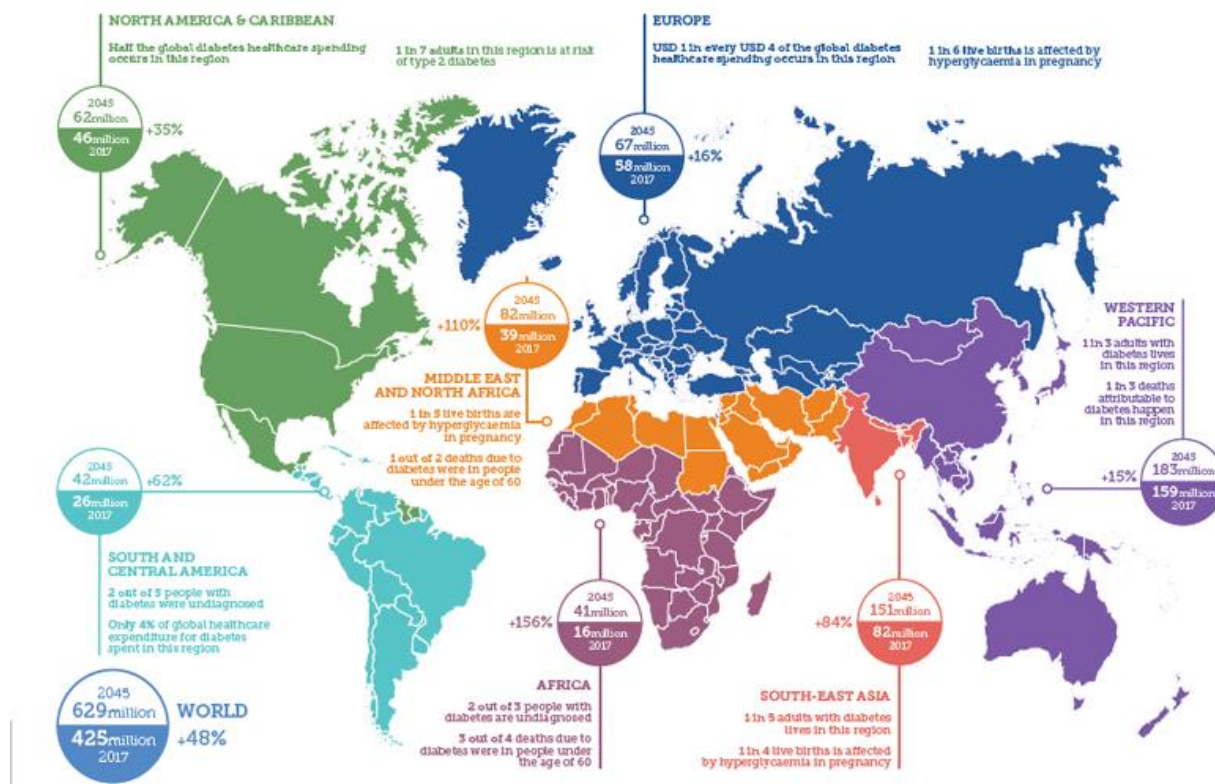 NORTH AMERICA & CARIBBEAN
Half the global diabetes healthcare spending
occurs in this region
1 in 7 adults in this region is at risk
of type 2 diabetes
2045
62million
46million
2017
+35%
EUROPE
USD 1 in every USD 4 of the global diabetes
healthcare spending occurs in this region
1 in 6 live births is affected by
hyperglycaemia in pregnancy
2045
67million
58million
2017
+16%
2045
82million
39million
2017
+110%
MIDDLE EAST
AND NORTH AFRICA
1 in 5 live births are
affected by hyperglycaemia
in pregnancy
1 out of 2 deaths due to
diabetes were in people
under the age of 60
WESTERN
PACIFIC
1 in 3 adults with
diabetes lives in
this region
1 in 3 deaths
attributable to
diabetes happen
in this region
2045
183million
159million
2017
+15%
2045
42million
26million
2017
+62%
SOUTH AND
CENTRAL AMERICA
2 out of 5 people with
diabetes were undiagnosed
Only 4% of global healthcare
expenditure for diabetes
spent in this region
2045
41million
16million
2017
+156%
AFRICA
2 out of 3 people with
diabetes are undiagnosed
3 out of 4 deaths due to
diabetes were in people under
the age of 60
2045
151million
82million
2017
+84%
SOUTH-EAST ASIA
1 in 5 adults with diabetes
lives in this region
1 in 4 live births is affected
by hyperglycaemia in pregnancy
2045
629million
425million
2017
WORLD
+48%